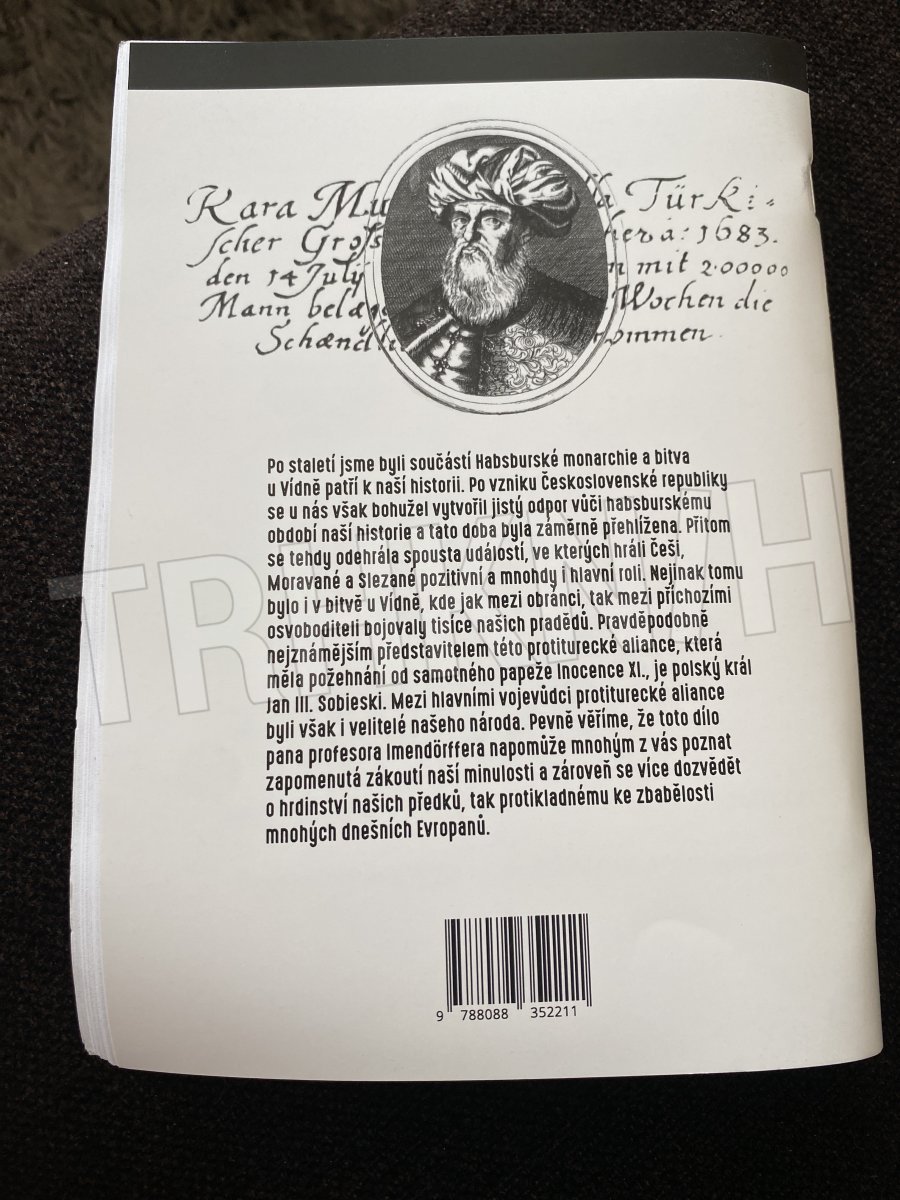 Kara Mu a Türki-
scher Gros vezi a: 1683.
den 14 July n mit 200000
Mann belæ Wochen die
Schændli ommen
Po staletí jsme byli součástí Habsburské monarchie a bitva
u Vídně patří k naší historii. Po vzniku Československé republiky
se u nás však bohužel vytvořil jistý odpor vůči habsburskému
období naší historie a tato doba byla záměrně přehlížena. Přitom
se tehdy odehrála spousta událostí, ve kterých hráli Češi,
Moravané a Slezané pozitivní a mnohdy i hlavní roli. Nejinak tomu
bylo i v bitvě u Vídně, kde jak mezi obránci, tak mezi příchozími
osvoboditeli bojovaly tisíce našich pradědů. Pravděpodobně
nejznámějším představitelem této protiturecké aliance, která
měla požehnání od samotného papeže Inocence XI., je polský král
Jan III. Sobieski. Mezi hlavními vojevůdci protiturecké aliance
byli však i velitelé našeho národa. Pevně věříme, že toto dílo
pana profesora Imendörffera napomůže mnohým z vás poznat
zapomenutá zákoutí naší minulosti a zároveň se více dozvědět
o hrdinství našich předků, tak protikladnému ke zbabělosti
mnohých dnešních Evropanů.
9 788088 352211